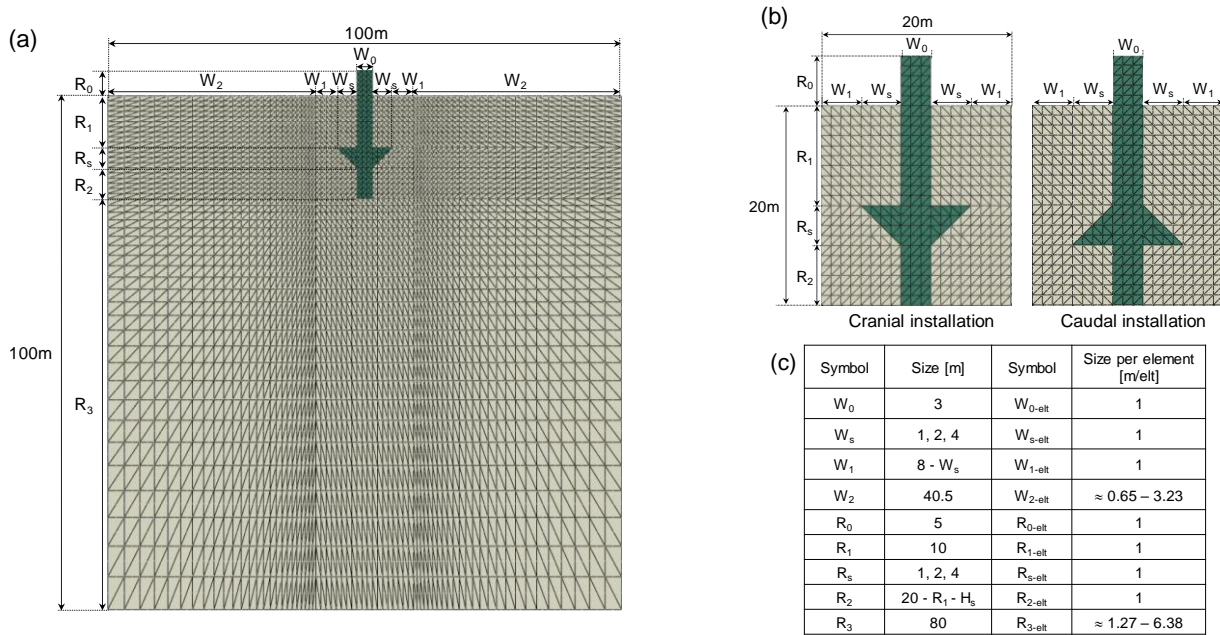 (a)
100m
W₀
R₀
W₂ W₁ Wₛ Wₛ W₁ W₂
R₁
Rₛ
R₂
100m
R₃
(b)
20m
W₀ W₀
R₀
W₁ Wₛ Wₛ W₁ W₁ Wₛ Wₛ W₁
R₁
20m
Rₛ
R₂
Cranial installation Caudal installation
(c)
Symbol Size [m] Symbol Size per element
[m/elt]
W₀ 3 W₀-elt 1
Wₛ 1, 2, 4 Wₛ-elt 1
W₁ 8 - Wₛ W₁-elt 1
W₂ 40.5 W₂-elt ≈ 0.65 – 3.23
R₀ 5 R₀-elt 1
R₁ 10 R₁-elt 1
Rₛ 1, 2, 4 Rₛ-elt 1
R₂ 20 - R₁ - Hₛ R₂-elt 1
R₃ 80 R₃-elt ≈ 1.27 – 6.38